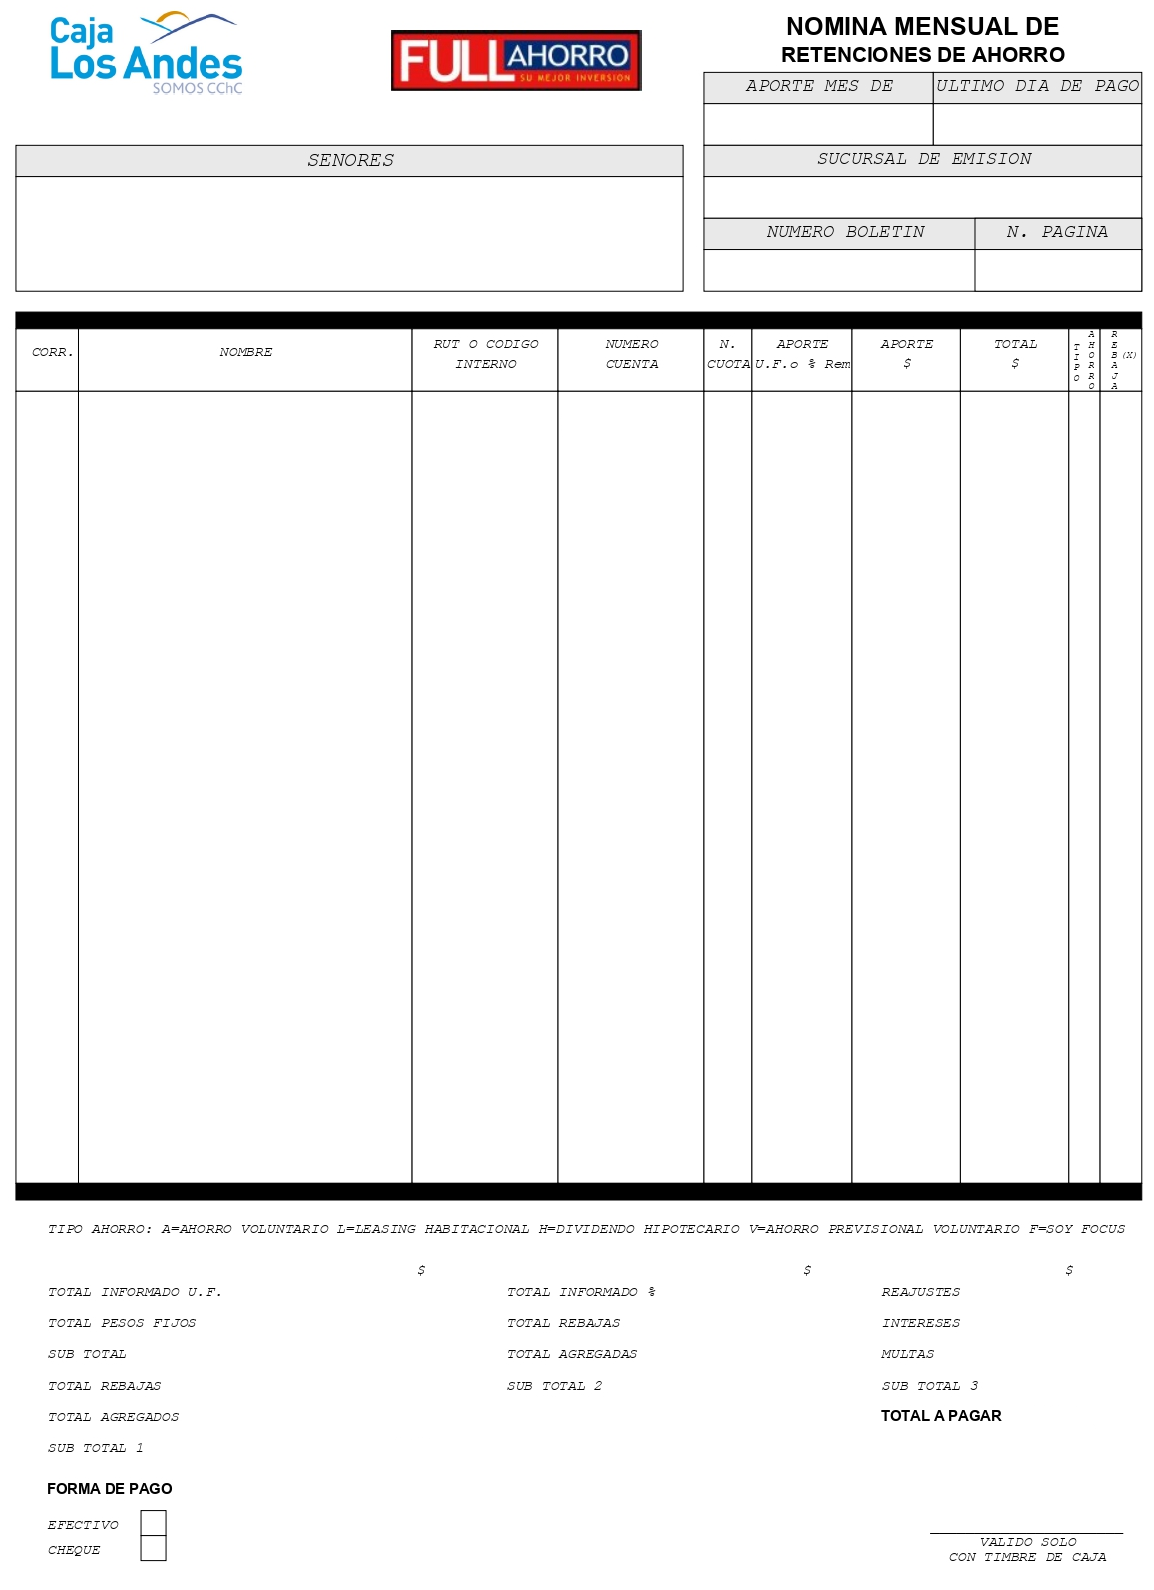 Caja
Los Andes
SOMOS CChC
FULL AHORRO
SU MEJOR INVERSION
NOMINA MENSUAL DE
RETENCIONES DE AHORRO
APORTE MES DE ULTIMO DIA DE PAGO
SENORES
SUCURSAL DE EMISION
NUMERO BOLETIN N. PAGINA
CORR. NOMBRE RUT O CODIGO INTERNO NUMERO CUENTA N. CUOTA APORTE U.F.o % Rem APORTE $ TOTAL $ TIPO AHORRO REBAJA (X)
TIPO AHORRO: A=AHORRO VOLUNTARIO L=LEASING HABITACIONAL H=DIVIDENDO HIPOTECARIO V=AHORRO PREVISIONAL VOLUNTARIO F=SOY FOCUS
$ $ $
TOTAL INFORMADO U.F. TOTAL INFORMADO % REAJUSTES
TOTAL PESOS FIJOS TOTAL REBAJAS INTERESES
SUB TOTAL TOTAL AGREGADAS MULTAS
TOTAL REBAJAS SUB TOTAL 2 SUB TOTAL 3
TOTAL AGREGADOS TOTAL A PAGAR
SUB TOTAL 1
FORMA DE PAGO
EFECTIVO
CHEQUE
VALIDO SOLO
CON TIMBRE DE CAJA